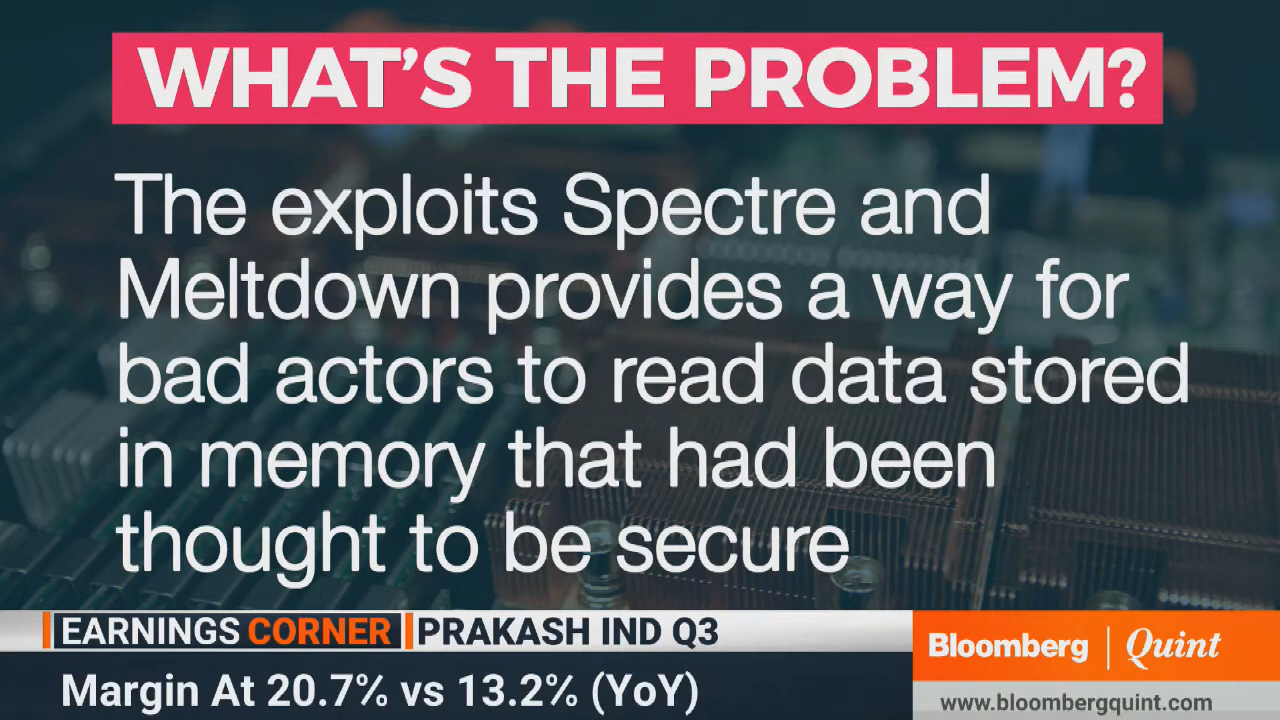 WHAT'S THE PROBLEM?
The exploits Spectre and
Meltdown provides a way for
bad actors to read data stored
in memory that had been
thought to be secure
EARNINGS CORNER PRAKASH IND Q3
Margin At 20.7% vs 13.2% (YoY)
Bloomberg | Quint
www.bloombergquint.com